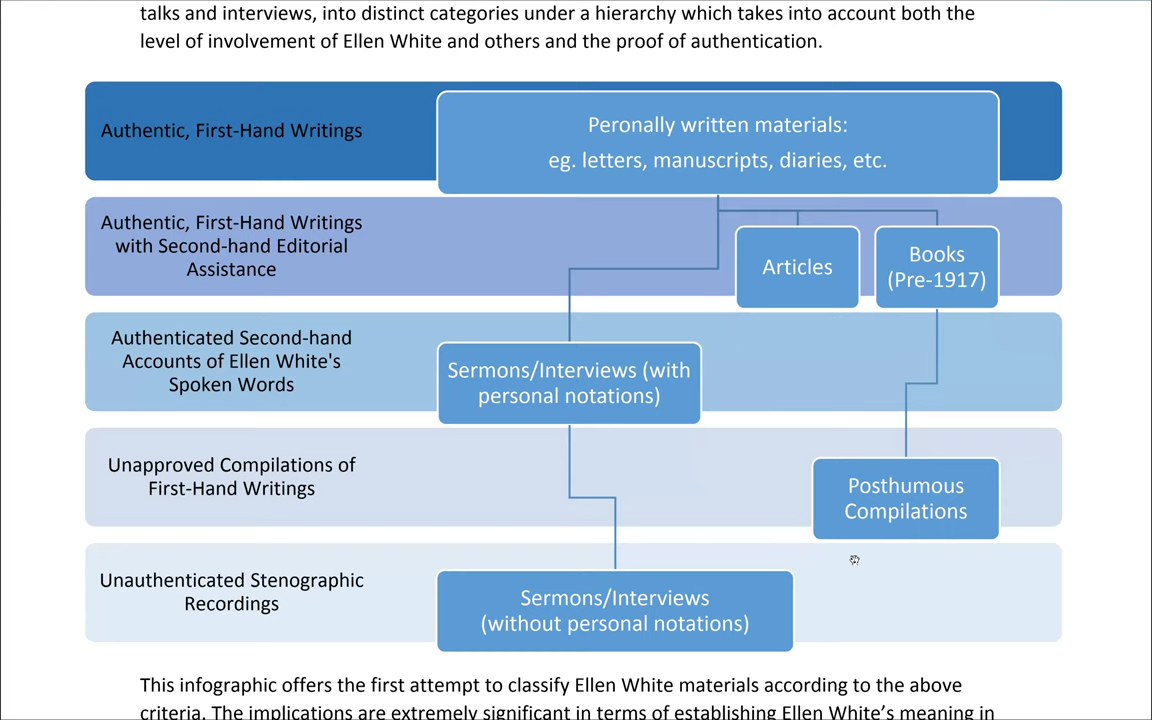 talks and interviews, into distinct categories under a hierarchy which takes into account both the
level of involvement of Ellen White and others and the proof of authentication.
Authentic, First-Hand Writings
Peronally written materials:
eg. letters, manuscripts, diaries, etc.
Authentic, First-Hand Writings
with Second-hand Editorial
Assistance
Articles
Books
(Pre-1917)
Authenticated Second-hand
Accounts of Ellen White's
Spoken Words
Sermons/Interviews (with
personal notations)
Unapproved Compilations of
First-Hand Writings
Posthumous
Compilations
Unauthenticated Stenographic
Recordings
Sermons/Interviews
(without personal notations)
This infographic offers the first attempt to classify Ellen White materials according to the above
criteria. The implications are extremely significant in terms of establishing Ellen White’s meaning in